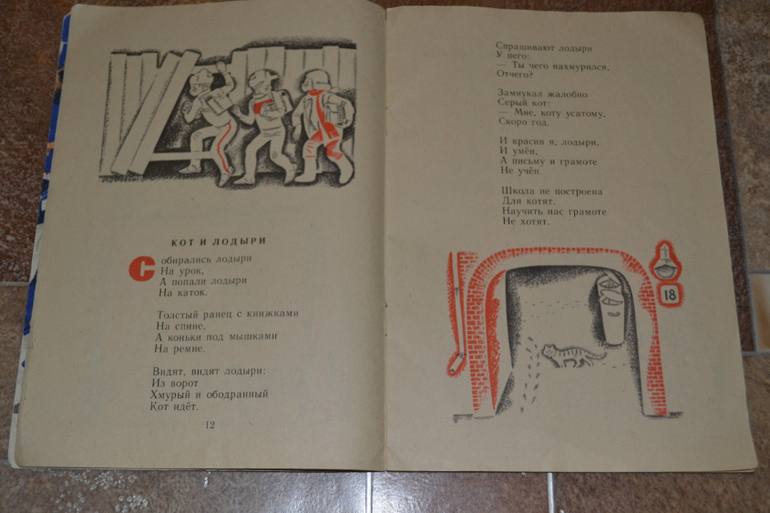 КОТ И ЛОДЫРИ
Собирались лодыри
На урок,
А попали лодыри
На каток.
Толстый ранец с книжками
На спине,
А коньки под мышками
На ремне.
Видят, видят лодыри:
Из ворот
Хмурый и ободранный
Кот идёт.
12
Спрашивают лодыри
У него:
— Ты чего нахмурился,
Отчего?
Замяукал жалобно
Серый кот:
— Мне, коту усатому,
Скоро год.
И красив я, лодыри,
И умён,
А письму и грамоте
Не учён.
Школа не построена
Для котят.
Научить нас грамоте
Не хотят.
18